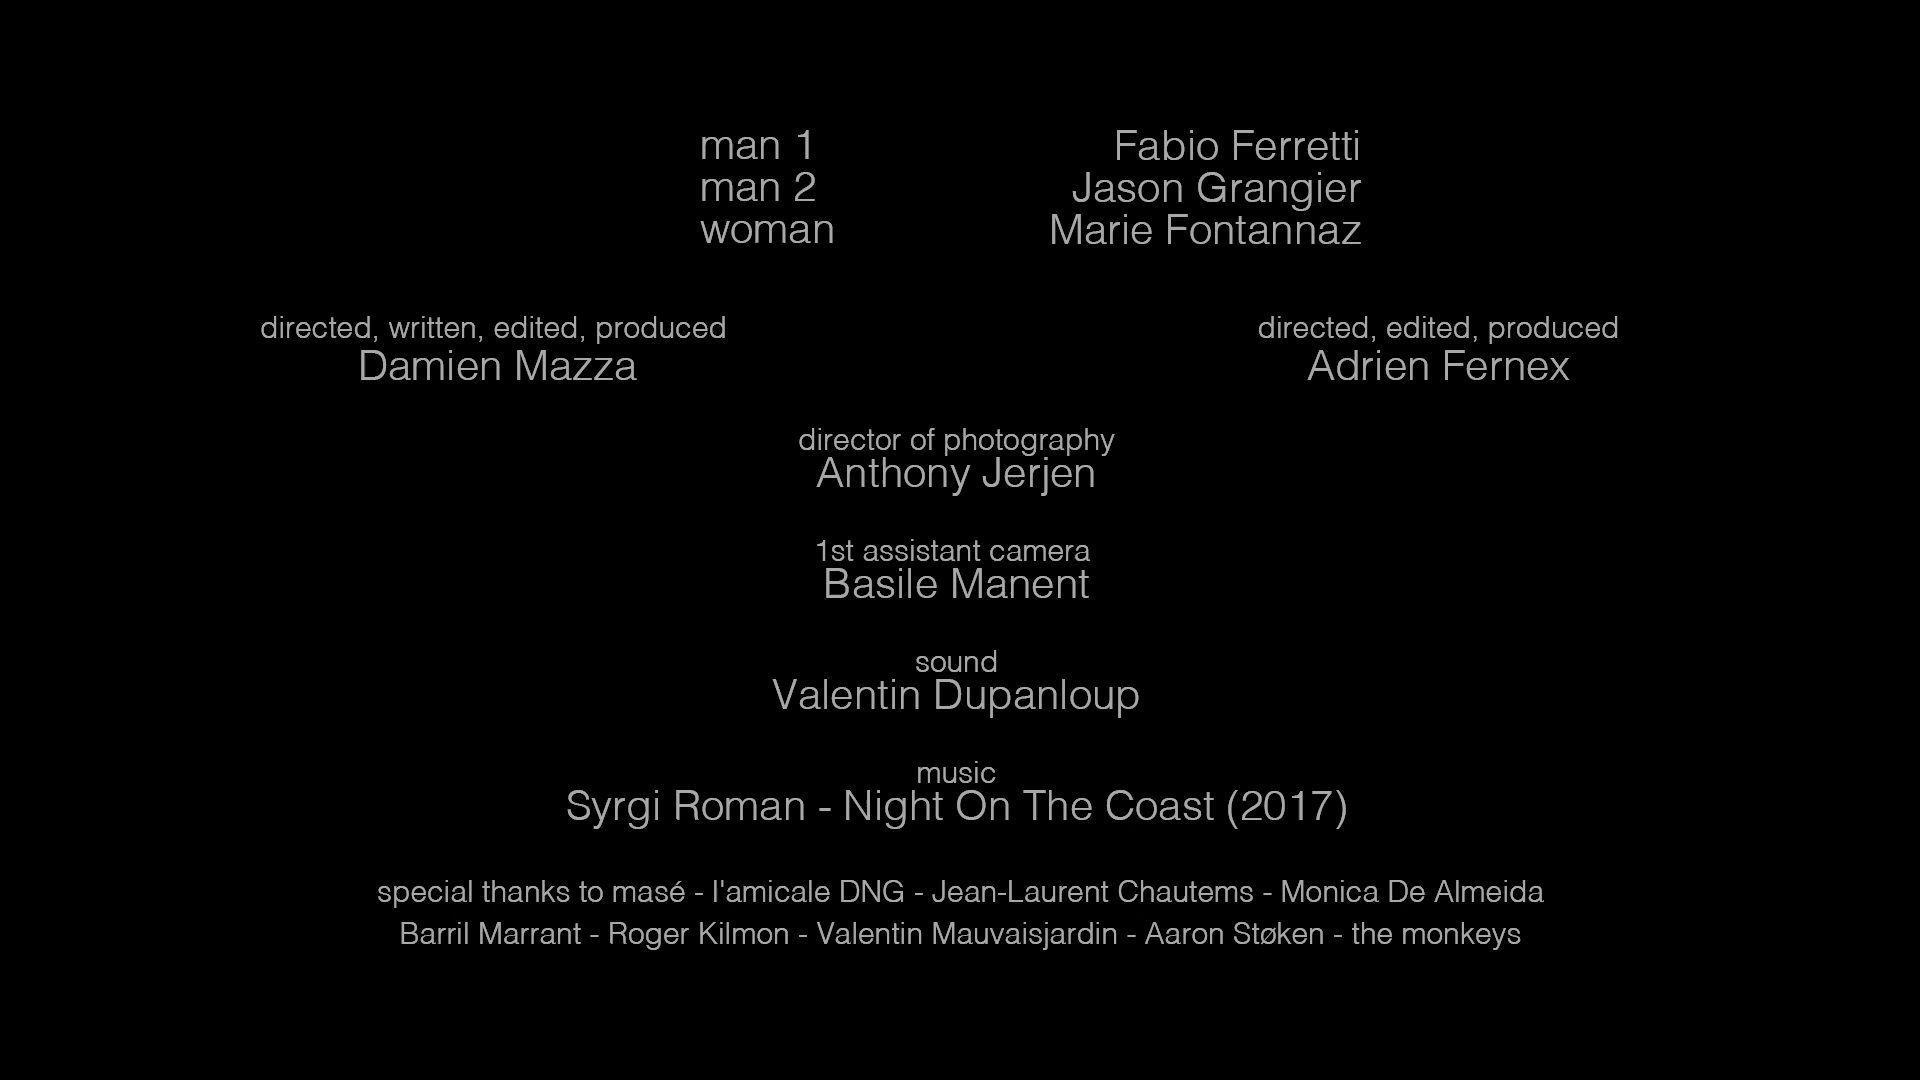 man 1 Fabio Ferretti
man 2 Jason Grangier
woman Marie Fontannaz
directed, written, edited, produced
Damien Mazza
directed, edited, produced
Adrien Fernex
director of photography
Anthony Jerjen
1st assistant camera
Basile Manent
sound
Valentin Dupanloup
music
Syrgi Roman - Night On The Coast (2017)
special thanks to masé - l'amicale DNG - Jean-Laurent Chautems - Monica De Almeida
Barril Marrant - Roger Kilmon - Valentin Mauvaisjardin - Aaron Støken - the monkeys